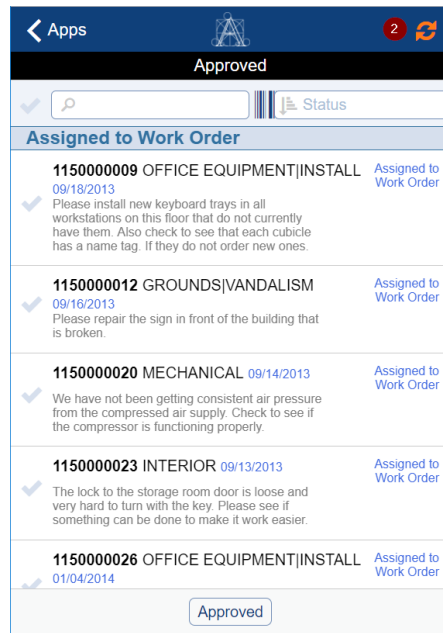 Apps
2
Approved
Status
Assigned to Work Order
1150000009 OFFICE EQUIPMENT|INSTALL
Assigned to
Work Order
09/18/2013
Please install new keyboard trays in all
workstations on this floor that do not currently
have them. Also check to see that each cubicle
has a name tag. If they do not order new ones.
1150000012 GROUNDS|VANDALISM
Assigned to
Work Order
09/16/2013
Please repair the sign in front of the building that
is broken.
1150000020 MECHANICAL 09/14/2013
Assigned to
Work Order
We have not been getting consistent air pressure
from the compressed air supply. Check to see if
the compressor is functioning properly.
1150000023 INTERIOR 09/13/2013
Assigned to
Work Order
The lock to the storage room door is loose and
very hard to turn with the key. Please see if
something can be done to make it work easier.
1150000026 OFFICE EQUIPMENT|INSTALL
Assigned to
Work Order
01/04/2014
Approved